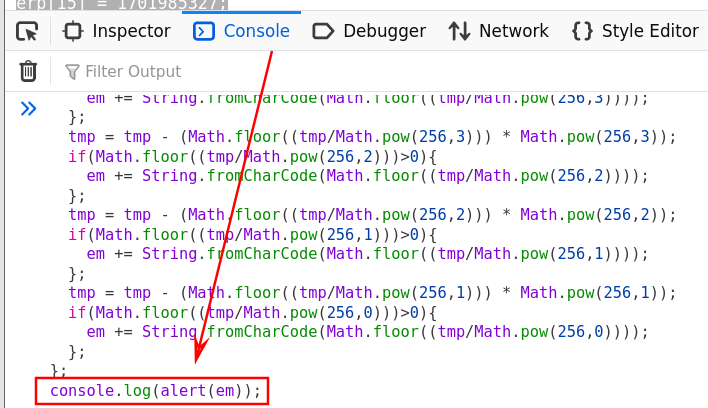 erp[15] = 1701985327;
Inspector Console Debugger Network Style Editor
Filter Output
em += String.fromCharCode(Math.floor((tmp/Math.pow(256,3))));
};
tmp = tmp - (Math.floor((tmp/Math.pow(256,3))) * Math.pow(256,3));
if(Math.floor((tmp/Math.pow(256,2)))>0){
em += String.fromCharCode(Math.floor((tmp/Math.pow(256,2))));
};
tmp = tmp - (Math.floor((tmp/Math.pow(256,2))) * Math.pow(256,2));
if(Math.floor((tmp/Math.pow(256,1)))>0){
em += String.fromCharCode(Math.floor((tmp/Math.pow(256,1))));
};
tmp = tmp - (Math.floor((tmp/Math.pow(256,1))) * Math.pow(256,1));
if(Math.floor((tmp/Math.pow(256,0)))>0){
em += String.fromCharCode(Math.floor((tmp/Math.pow(256,0))));
};
};
console.log(alert(em));